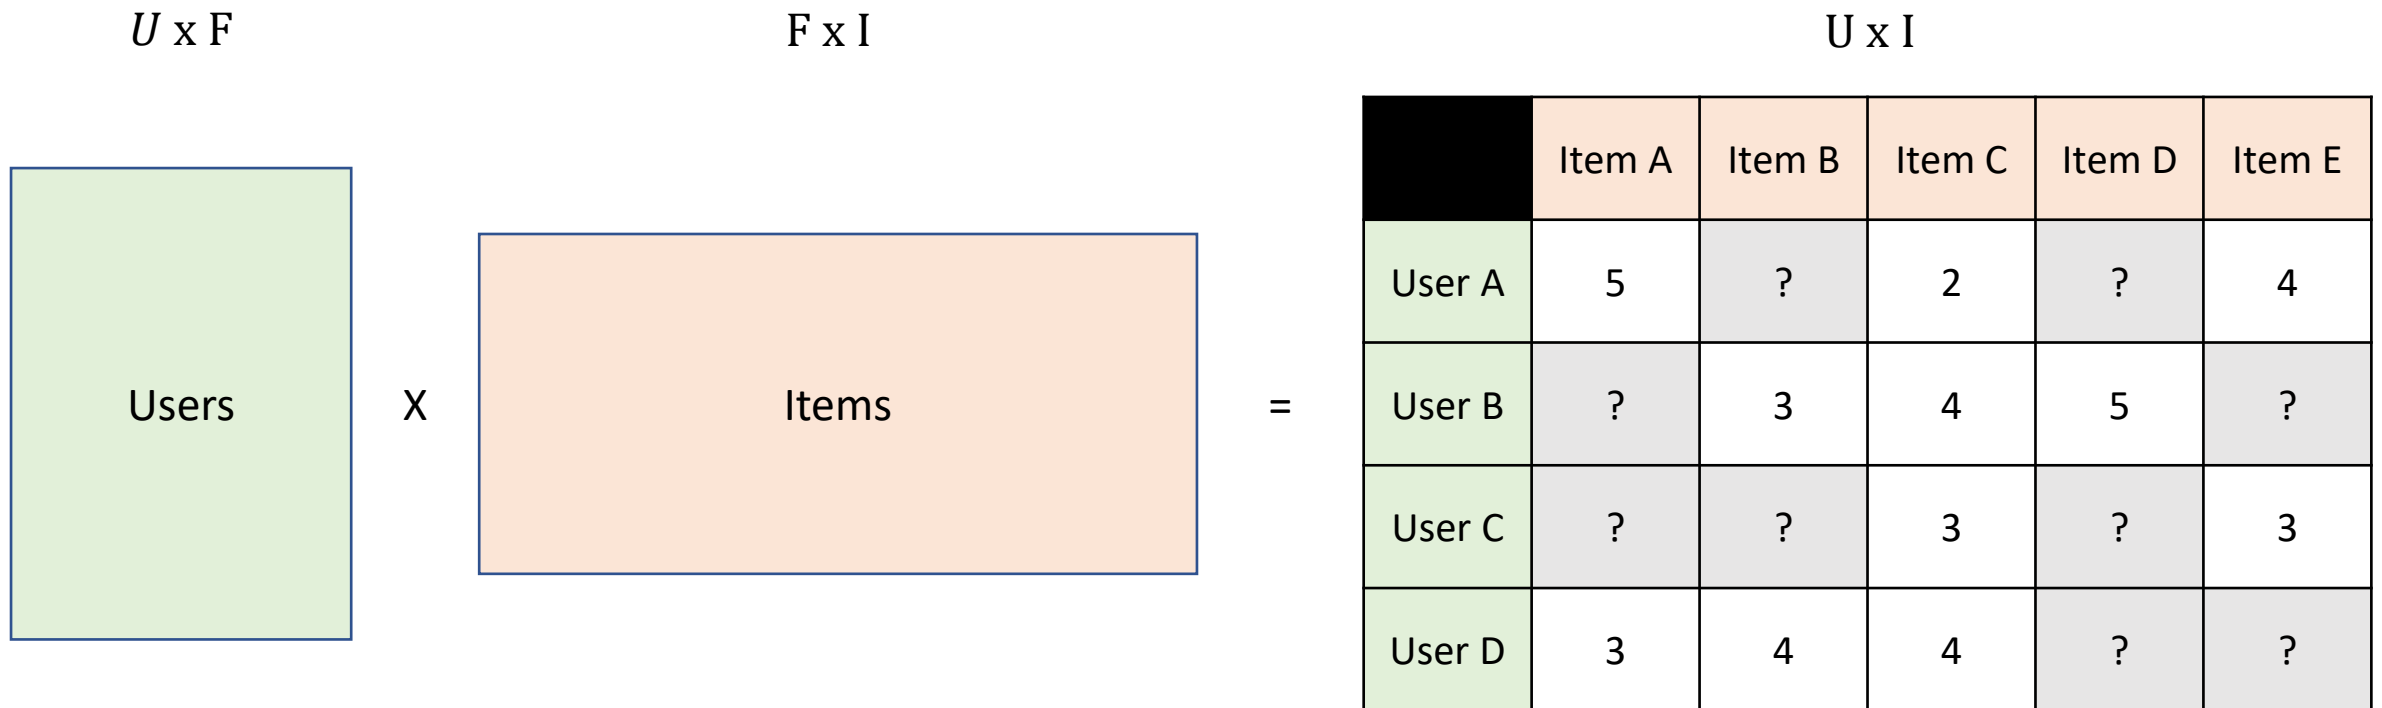 U x F
F x I
U x I
Users
X
Items
=
Item A Item B Item C Item D Item E
User A 5 ? 2 ? 4
User B ? 3 4 5 ?
User C ? ? 3 ? 3
User D 3 4 4 ? ?